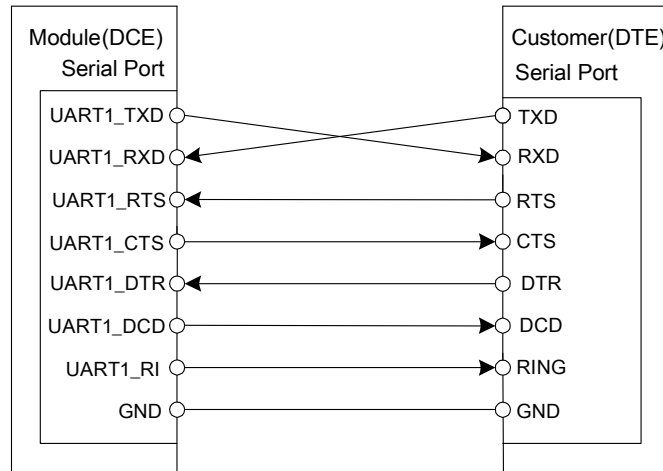 Module(DCE)
Serial Port
UART1_TXD
UART1_RXD
UART1_RTS
UART1_CTS
UART1_DTR
UART1_DCD
UART1_RI
GND
Customer(DTE)
Serial Port
TXD
RXD
RTS
CTS
DTR
DCD
RING
GND